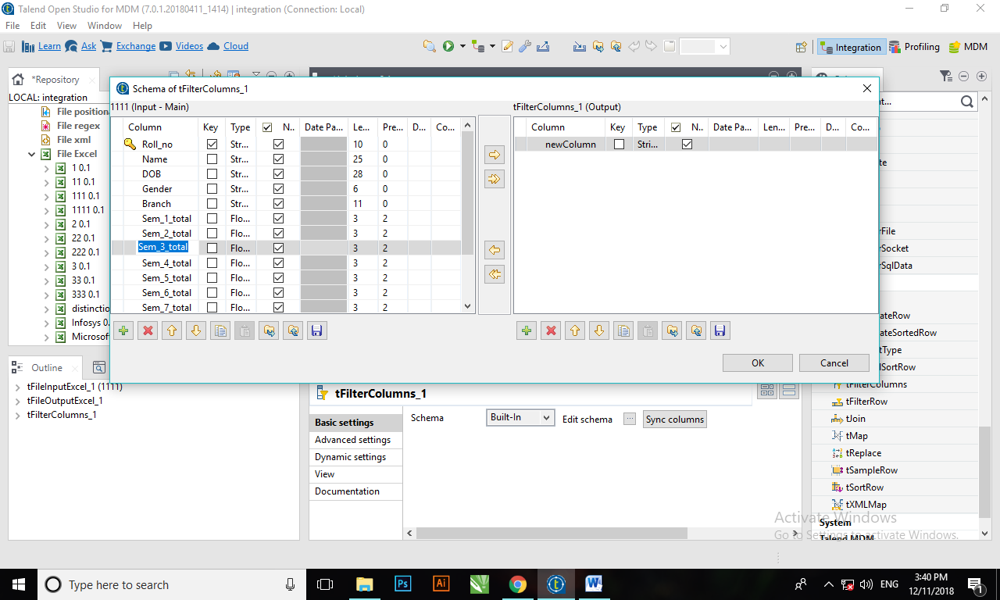 Talend Open Studio for MDM (7.0.1.20180411_1414) | integration (Connection: Local)
File Edit View Window Help
Learn Ask Exchange Videos Cloud
Integration Profiling MDM
*Repository
LOCAL: integration
File position
File regex
File xml
File Excel
1 0.1
11 0.1
111 0.1
1111 0.1
2 0.1
22 0.1
222 0.1
3 0.1
33 0.1
333 0.1
distinctio
Infosys 0.
Microsof
Schema of tFilterColumns_1
1111 (Input - Main)
Column Key Type N.. Date Pa... Le... Pre... D... Co...
Roll_no Str... 10 0
Name Str... 25 0
DOB Str... 28 0
Gender Str... 6 0
Branch Str... 11 0
Sem_1_total Flo... 3 2
Sem_2_total Flo... 3 2
Sem_3_total Flo... 3 2
Sem_4_total Flo... 3 2
Sem_5_total Flo... 3 2
Sem_6_total Flo... 3 2
Sem_7_total Flo... 3 2
tFilterColumns_1 (Output)
Column Key Type N.. Date Pa... Len... Pre... D... Co...
newColumn Stri...
OK Cancel
t...
te
rFile
rSocket
rSqlData
ateRow
ateSortedRow
tType
lSortRow
tFilterColumns
tFilterRow
tJoin
tMap
tReplace
tSampleRow
tSortRow
tXMLMap
System
Talend MDM
Outline
tFileInputExcel_1 (1111)
tFileOutputExcel_1
tFilterColumns_1
tFilterColumns_1
Basic settings
Advanced settings
Dynamic settings
View
Documentation
Schema Built-In Edit schema ... Sync columns
Activate Windows
Go to Settings to activate Windows.
Type here to search
Ps
Ai
W
ENG
3:40 PM
12/11/2018
1